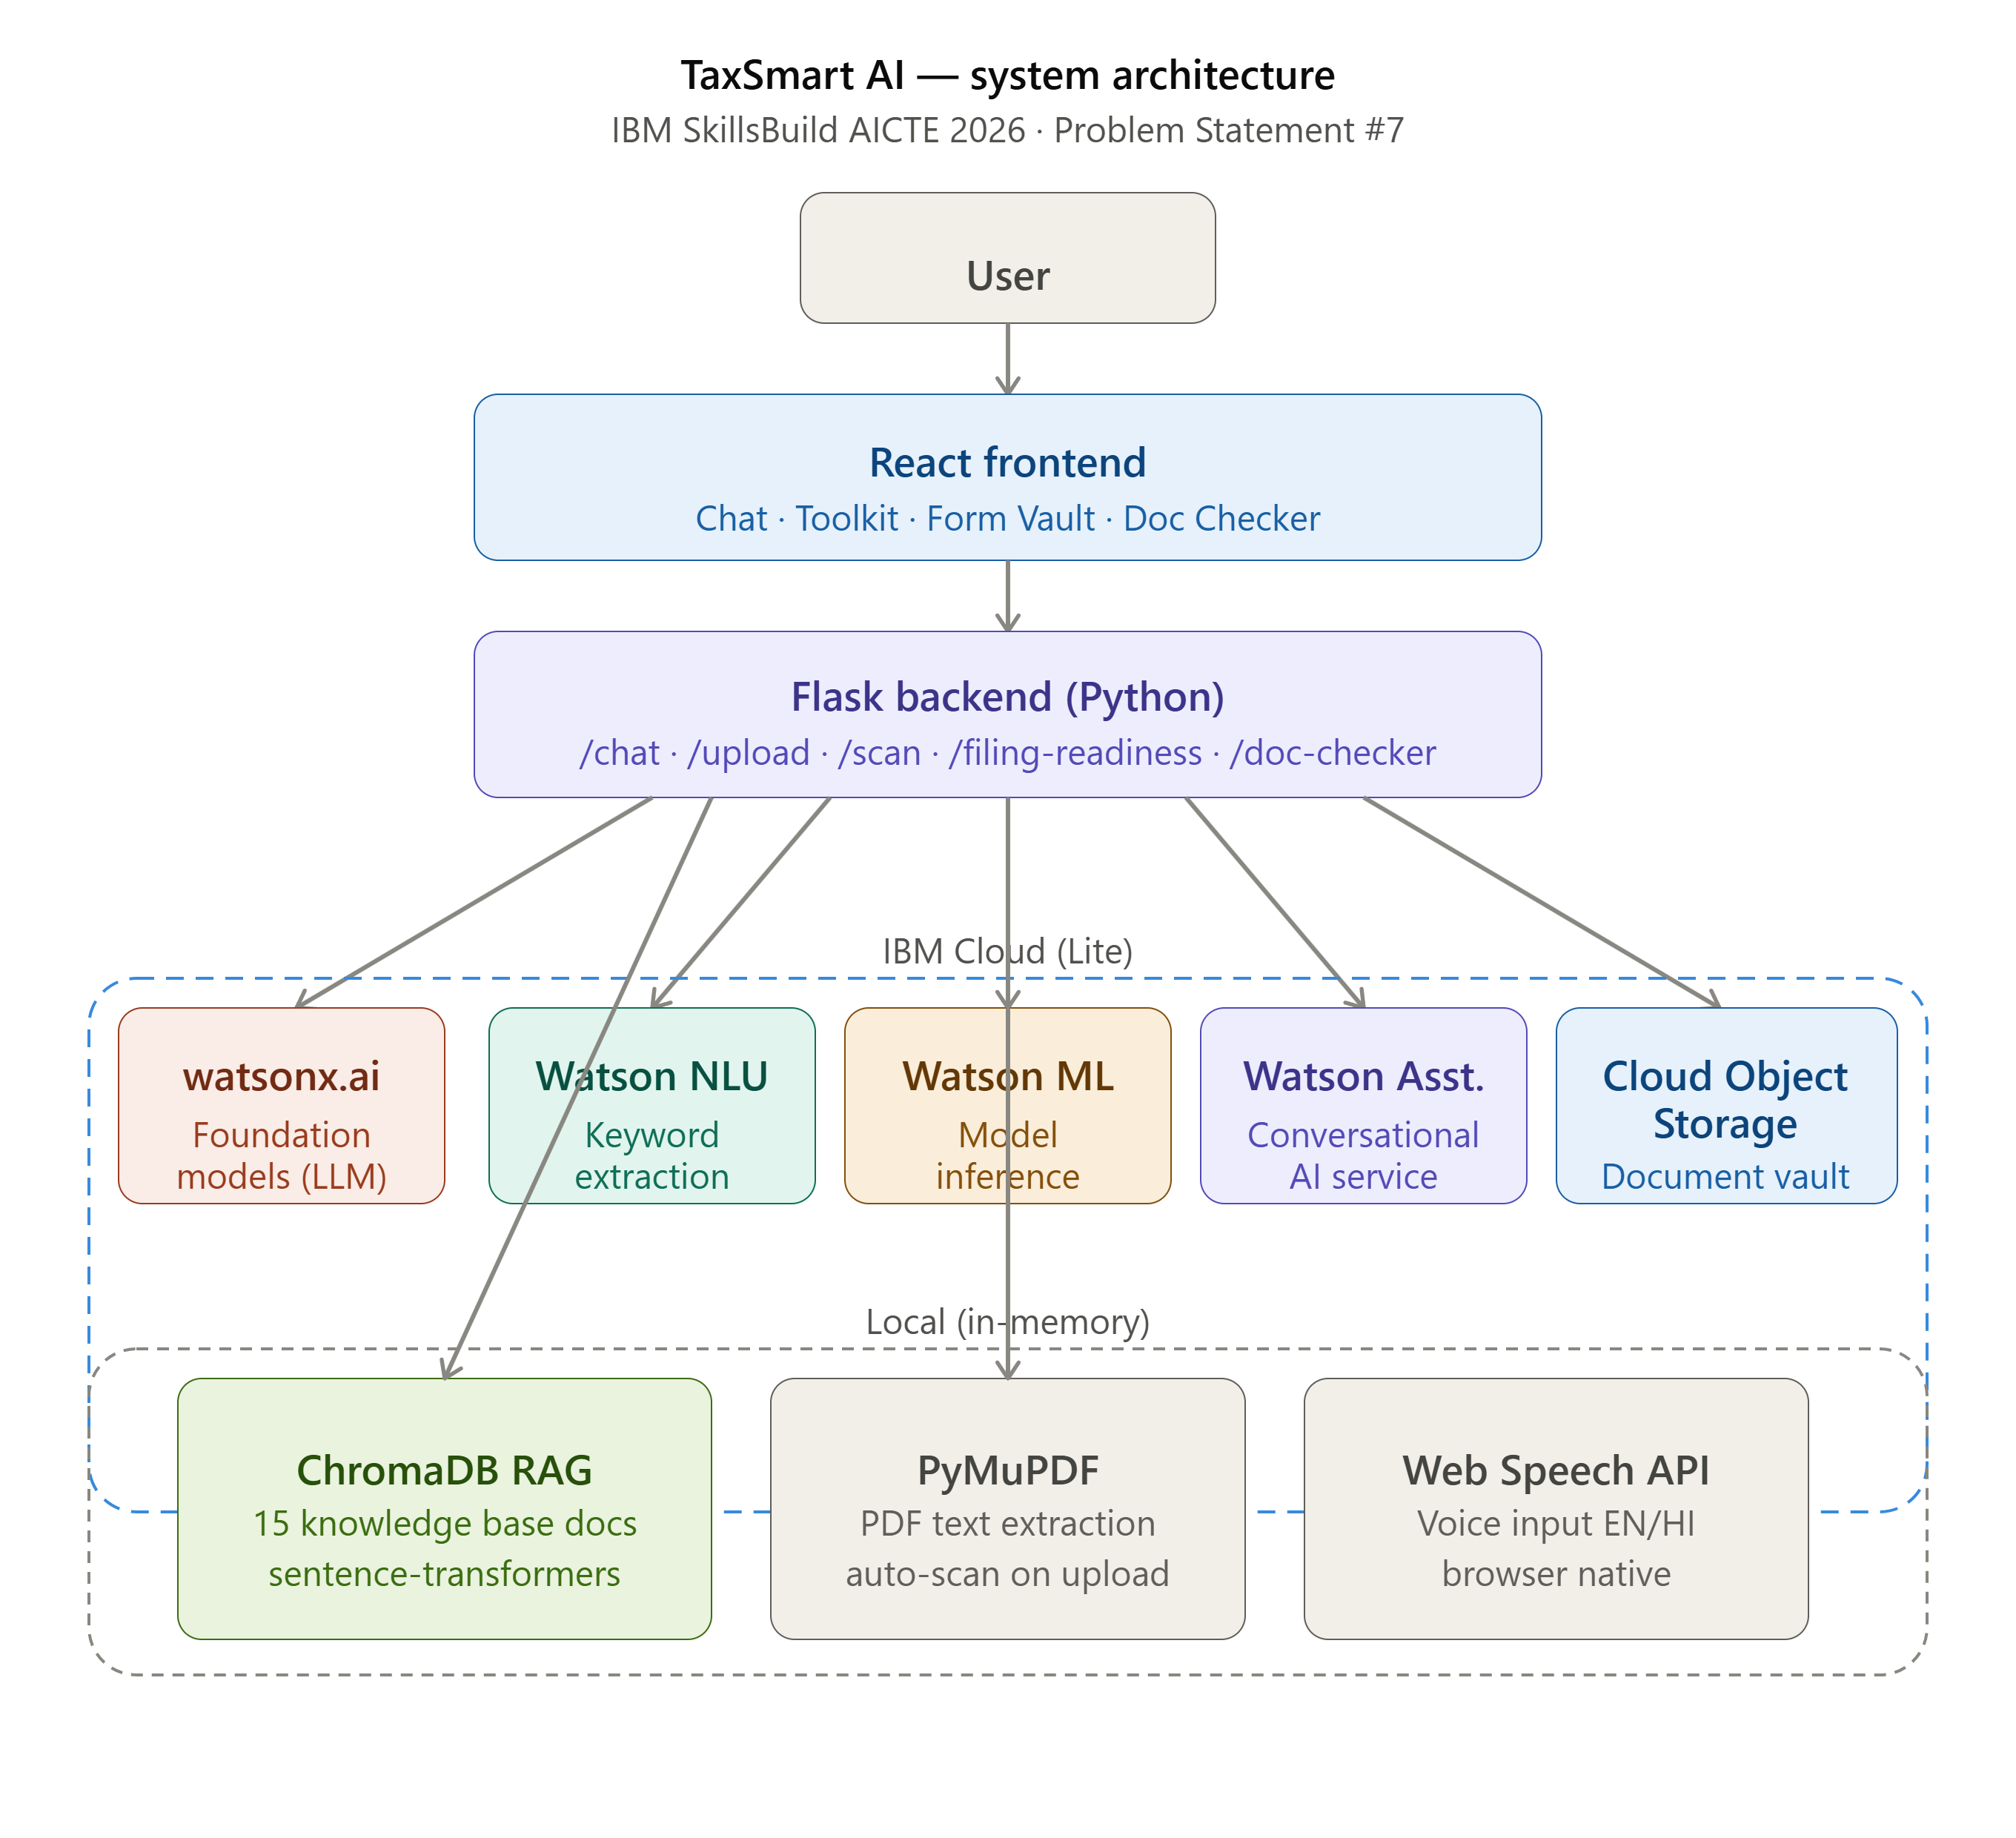 TaxSmart AI — system architecture
IBM SkillsBuild AICTE 2026 · Problem Statement #7
User
React frontend
Chat · Toolkit · Form Vault · Doc Checker
Flask backend (Python)
/chat · /upload · /scan · /filing-readiness · /doc-checker
IBM Cloud (Lite)
watsonx.ai
Foundation
models (LLM)
Watson NLU
Keyword
extraction
Watson ML
Model
inference
Watson Asst.
Conversational
AI service
Cloud Object
Storage
Document vault
Local (in-memory)
ChromaDB RAG
15 knowledge base docs
sentence-transformers
PyMuPDF
PDF text extraction
auto-scan on upload
Web Speech API
Voice input EN/HI
browser native